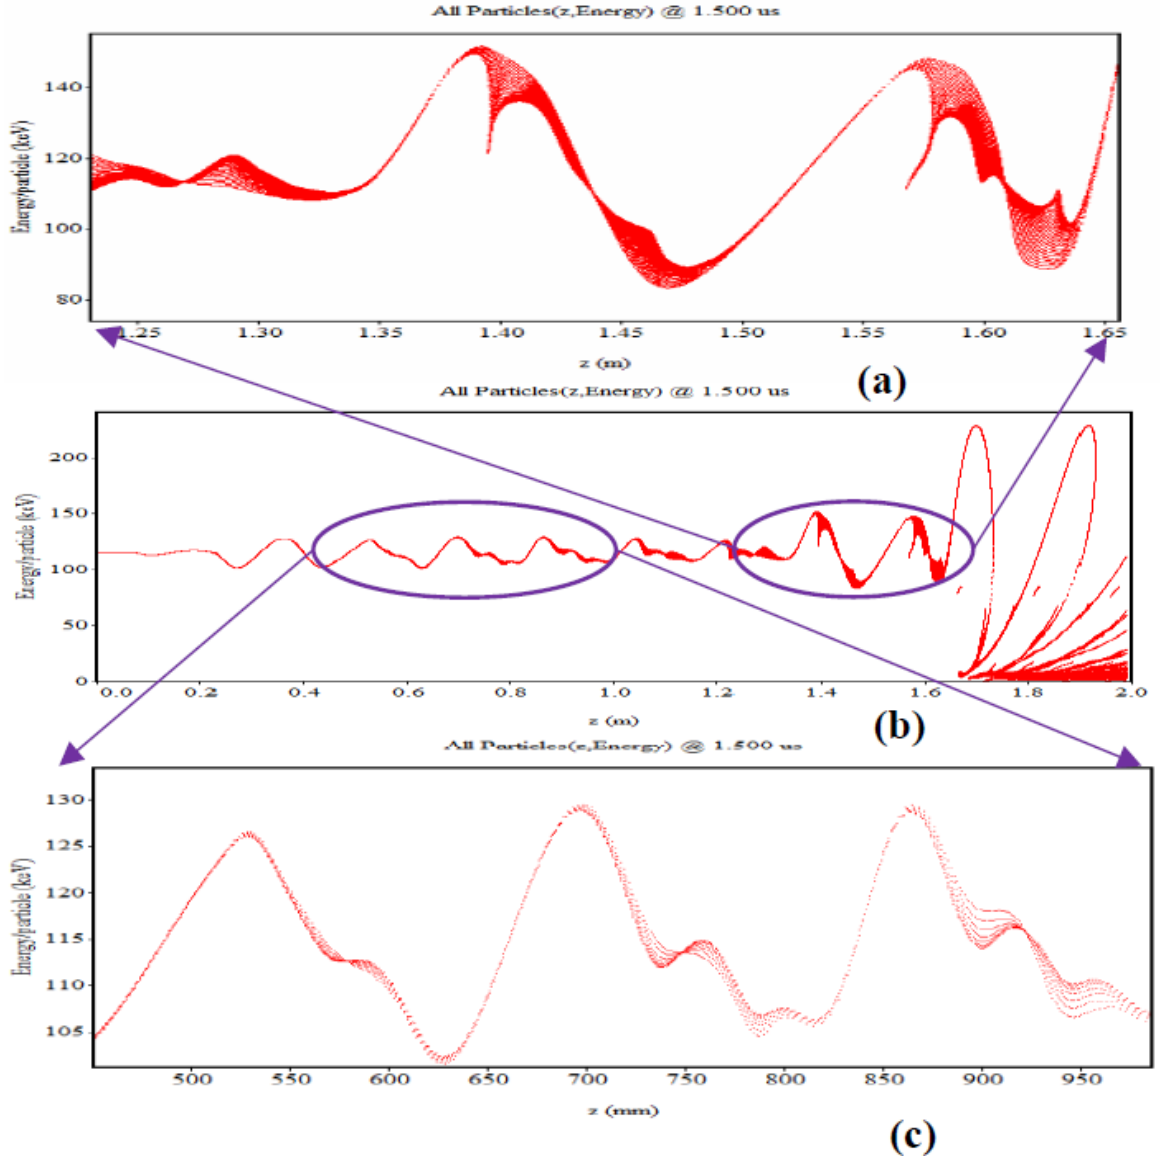 All Particles(z,Energy) @ 1.500 us
Energy/particle (keV)
140
120
100
80
1.25 1.30 1.35 1.40 1.45 1.50 1.55 1.60 1.65
z (m)
(a)
All Particles(z,Energy) @ 1.500 us
Energy/particle (keV)
200
150
100
50
0
0.0 0.2 0.4 0.6 0.8 1.0 1.2 1.4 1.6 1.8 2.0
z (m)
(b)
All Particles(z,Energy) @ 1.500 us
Energy/particle (keV)
130
125
120
115
110
105
500 550 600 650 700 750 800 850 900 950
z (mm)
(c)